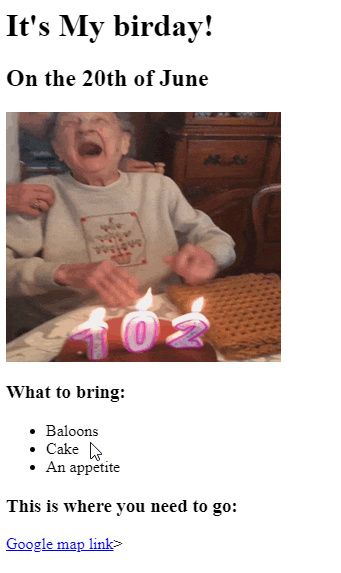 It's My birday!
On the 20th of June
102
What to bring:
Baloons
Cake
An appetite
This is where you need to go:
Google map link>